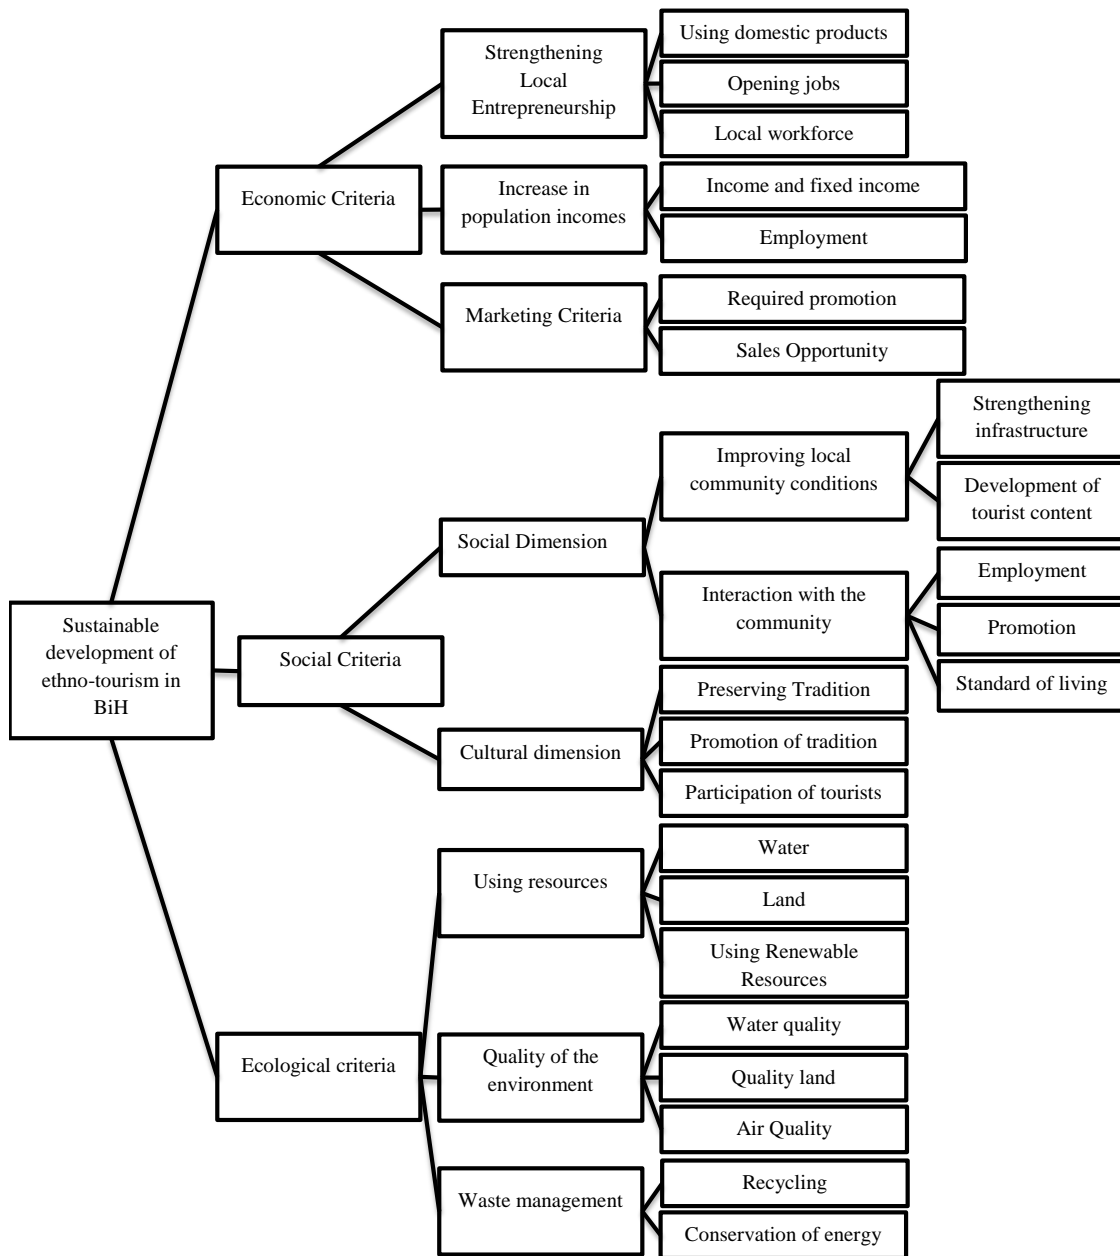 Sustainable
development of
ethno-tourism in
BiH
Economic Criteria
Strengthening
Local
Entrepreneurship
Using domestic products
Opening jobs
Local workforce
Increase in
population incomes
Income and fixed income
Employment
Marketing Criteria
Required promotion
Sales Opportunity
Social Criteria
Social Dimension
Improving local
community conditions
Strengthening
infrastructure
Development of
tourist content
Interaction with the
community
Employment
Promotion
Standard of living
Cultural dimension
Preserving Tradition
Promotion of tradition
Participation of tourists
Ecological criteria
Using resources
Water
Land
Using Renewable
Resources
Quality of the
environment
Water quality
Quality land
Air Quality
Waste management
Recycling
Conservation of energy